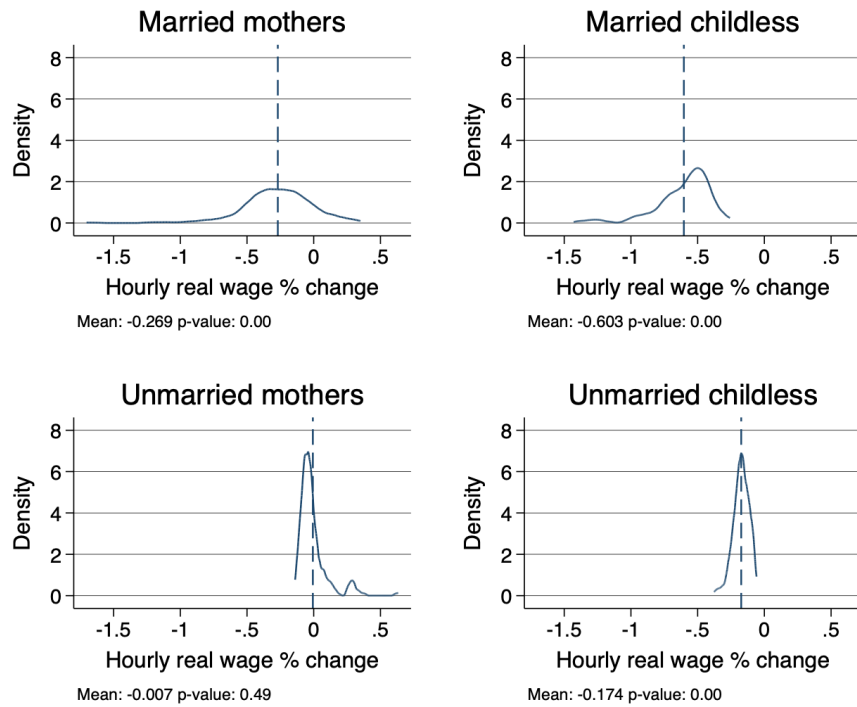 Married mothers
8
6
4
2
0
Density
-1.5 -1 -.5 0 .5
Hourly real wage % change
Mean: -0.269 p-value: 0.00
Married childless
8
6
4
2
0
Density
-1.5 -1 -.5 0 .5
Hourly real wage % change
Mean: -0.603 p-value: 0.00
Unmarried mothers
8
6
4
2
0
Density
-1.5 -1 -.5 0 .5
Hourly real wage % change
Mean: -0.007 p-value: 0.49
Unmarried childless
8
6
4
2
0
Density
-1.5 -1 -.5 0 .5
Hourly real wage % change
Mean: -0.174 p-value: 0.00